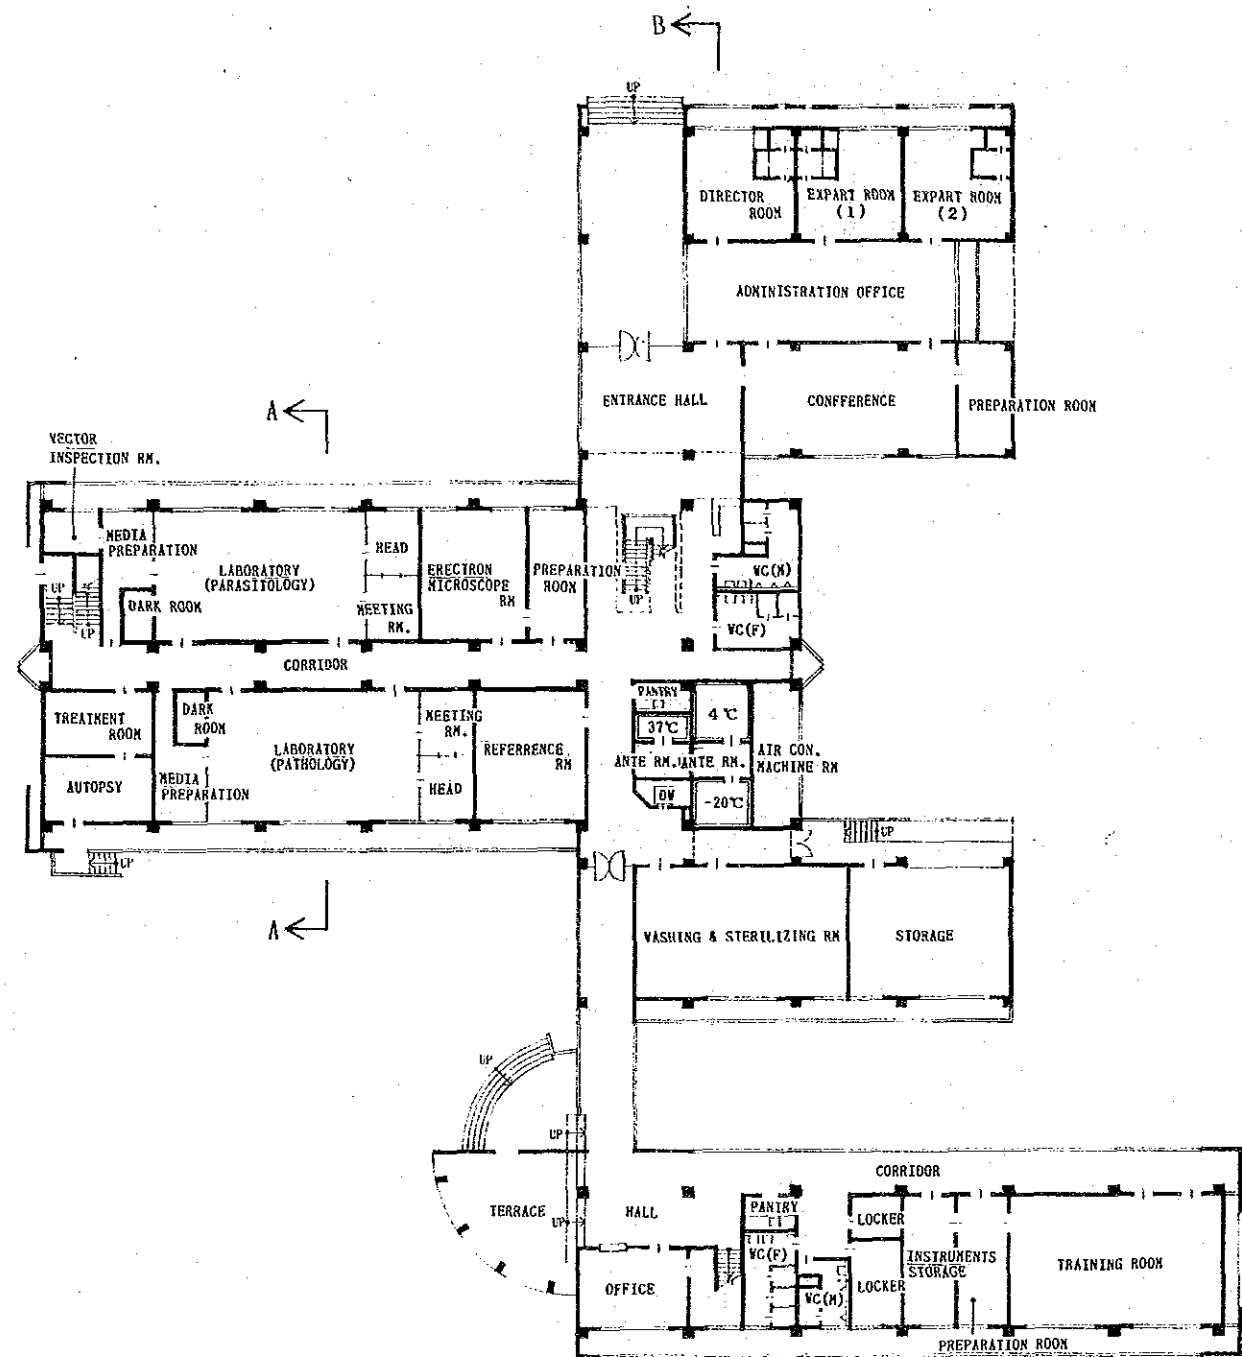 B
UP
DIRECTOR
ROOM
EXPART ROOM
(1)
EXPART ROOM
(2)
ADMINISTRATION OFFICE
ENTRANCE HALL
CONFFERENCE
PREPARATION ROOM
A
VECTOR
INSPECTION RM.
MEDIA
PREPARATION
LABORATORY
(PARASITOLOGY)
HEAD
MEETING
RM.
ERECTRON
MICROSCOPE
RM
PREPARATION
ROOM
UP
UP
DARK ROOM
UP
WC(M)
WC(F)
CORRIDOR
TREATMENT
ROOM
DARK
ROOM
LABORATORY
(PATHOLOGY)
MEETING
RM.
REFERRENCE
RM
PANTRY
37℃
4℃
ANTE RM.
ANTE RM.
AIR CON.
MACHINE RM
AUTOPSY
MEDIA
PREPARATION
HEAD
DW
-20℃
UP
UP
A
WASHING & STERILIZING RM
STORAGE
UP
UP
CORRIDOR
TERRACE
UP
HALL
PANTRY
LOCKER
WC(F)
INSTRUMENTS
STORAGE
TRAINING ROOM
OFFICE
WC(M)
LOCKER
PREPARATION ROOM